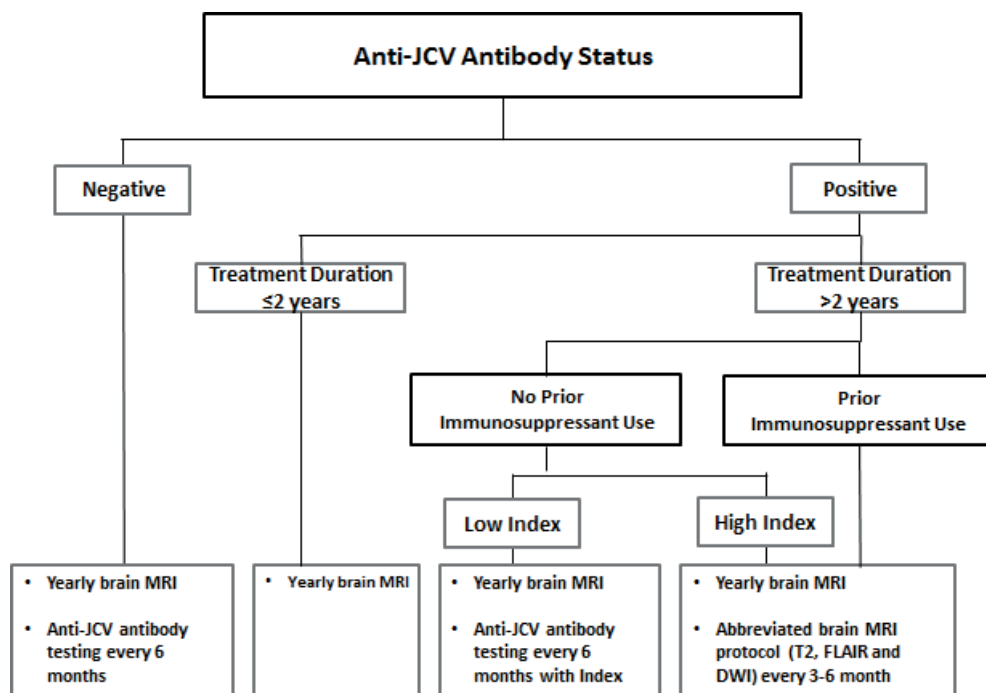 Anti-JCV Antibody Status
Negative
Positive
Treatment Duration
≤2 years
Treatment Duration
>2 years
No Prior
Immunosuppressant Use
Prior
Immunosuppressant Use
Low Index
High Index
• Yearly brain MRI
• Anti-JCV antibody
testing every 6
months
• Yearly brain MRI
• Yearly brain MRI
• Anti-JCV antibody
testing every 6
months with Index
• Yearly brain MRI
• Abbreviated brain MRI
protocol (T2, FLAIR and
DWI) every 3-6 month